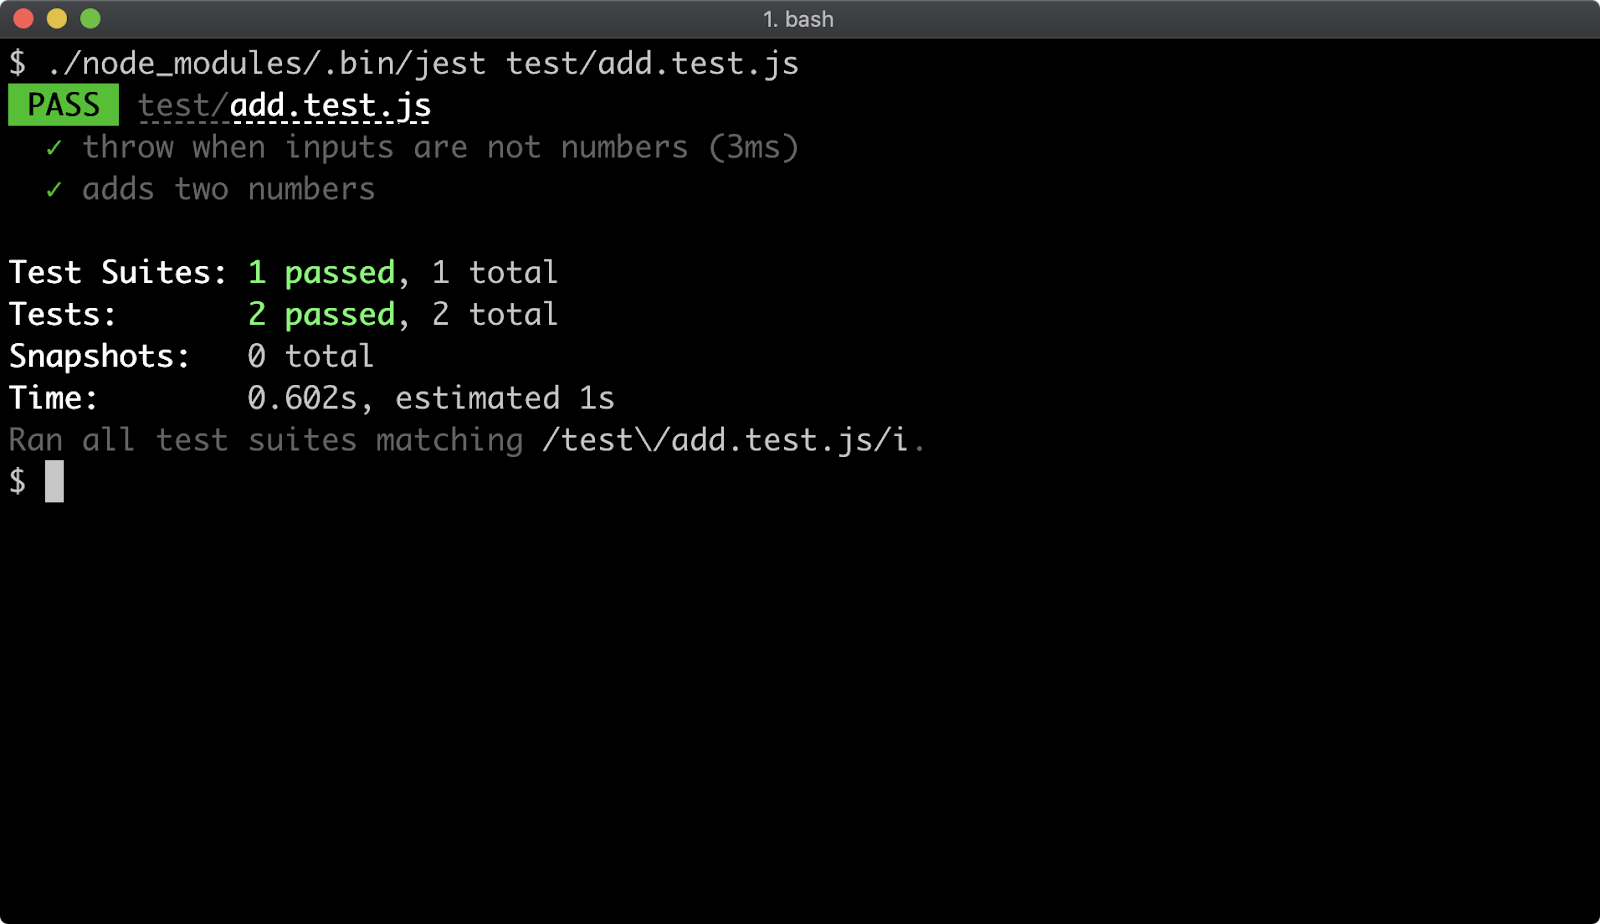 1. bash
$ ./node_modules/.bin/jest test/add.test.js
PASS test/add.test.js
✓ throw when inputs are not numbers (3ms)
✓ adds two numbers
Test Suites: 1 passed, 1 total
Tests: 2 passed, 2 total
Snapshots: 0 total
Time: 0.602s, estimated 1s
Ran all test suites matching /test\/add.test.js/i.
$